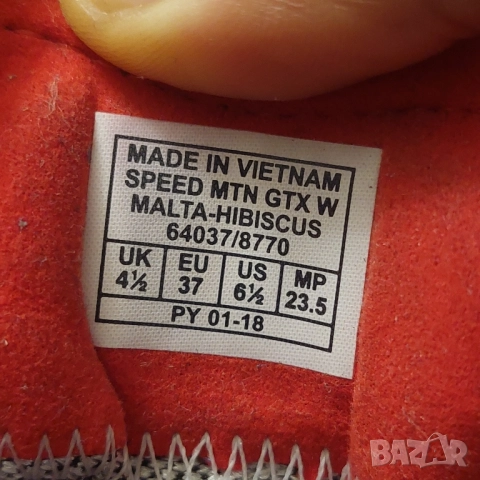 MADE IN VIETNAM
SPEED MTN GTX W
MALTA-HIBISCUS
64037/8770
UK EU US MP
4½ 37 6½ 23.5
PY 01-18
BAZAR